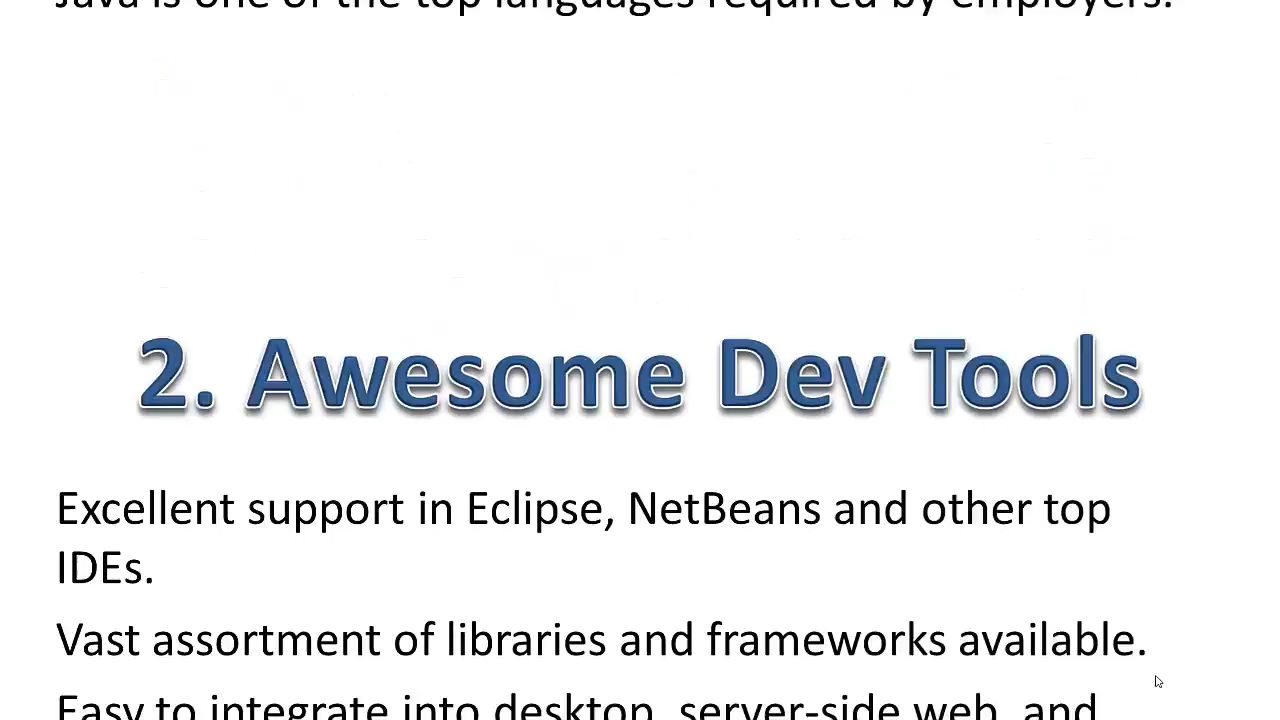 Java is one of the top languages required by employers.
2. Awesome Dev Tools
Excellent support in Eclipse, NetBeans and other top
IDEs.
Vast assortment of libraries and frameworks available.
Easy to integrate into desktop, server-side web, and